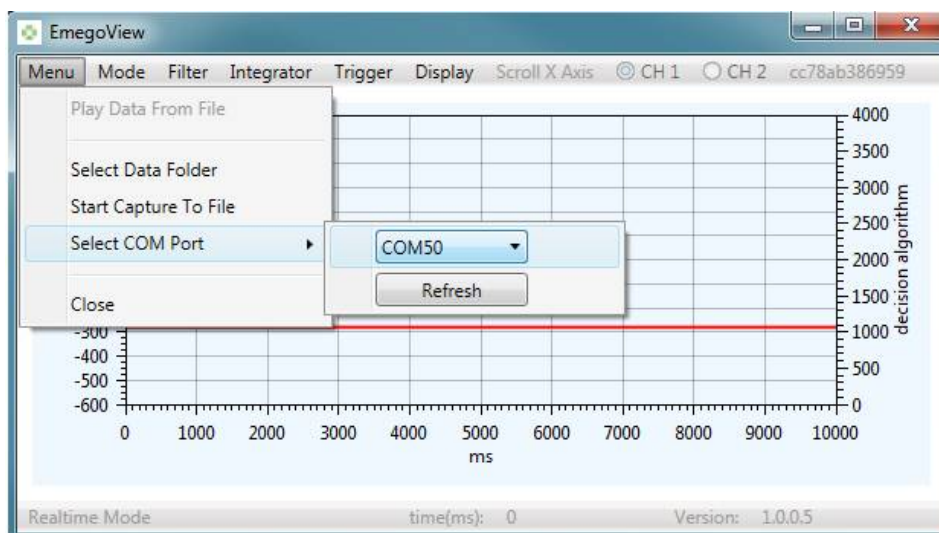 EmegoView
Menu Mode Filter Integrator Trigger Display Scroll X Axis CH 1 CH 2 cc78ab386959
Play Data From File
Select Data Folder
Start Capture To File
Select COM Port
COM50
Refresh
Close
4000
3500
3000
2500
2000
1500
1000
500
0
decision algorithm
-300
-400
-500
-600
0 1000 2000 3000 4000 5000 6000 7000 8000 9000 10000
ms
Realtime Mode time(ms): 0 Version: 1.0.0.5